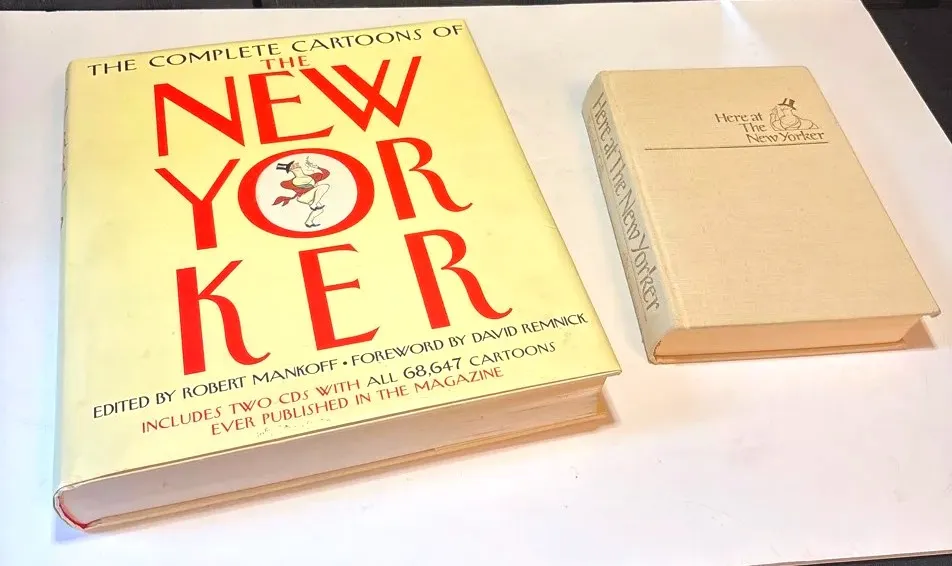 THE COMPLETE CARTOONS OF
THE
NEW
YOR
KER
EDITED BY ROBERT MANKOFF • FOREWORD BY DAVID REMNICK
INCLUDES TWO CDS WITH ALL 68,647 CARTOONS
EVER PUBLISHED IN THE MAGAZINE
Here at The New Yorker
Here at
The
New Yorker